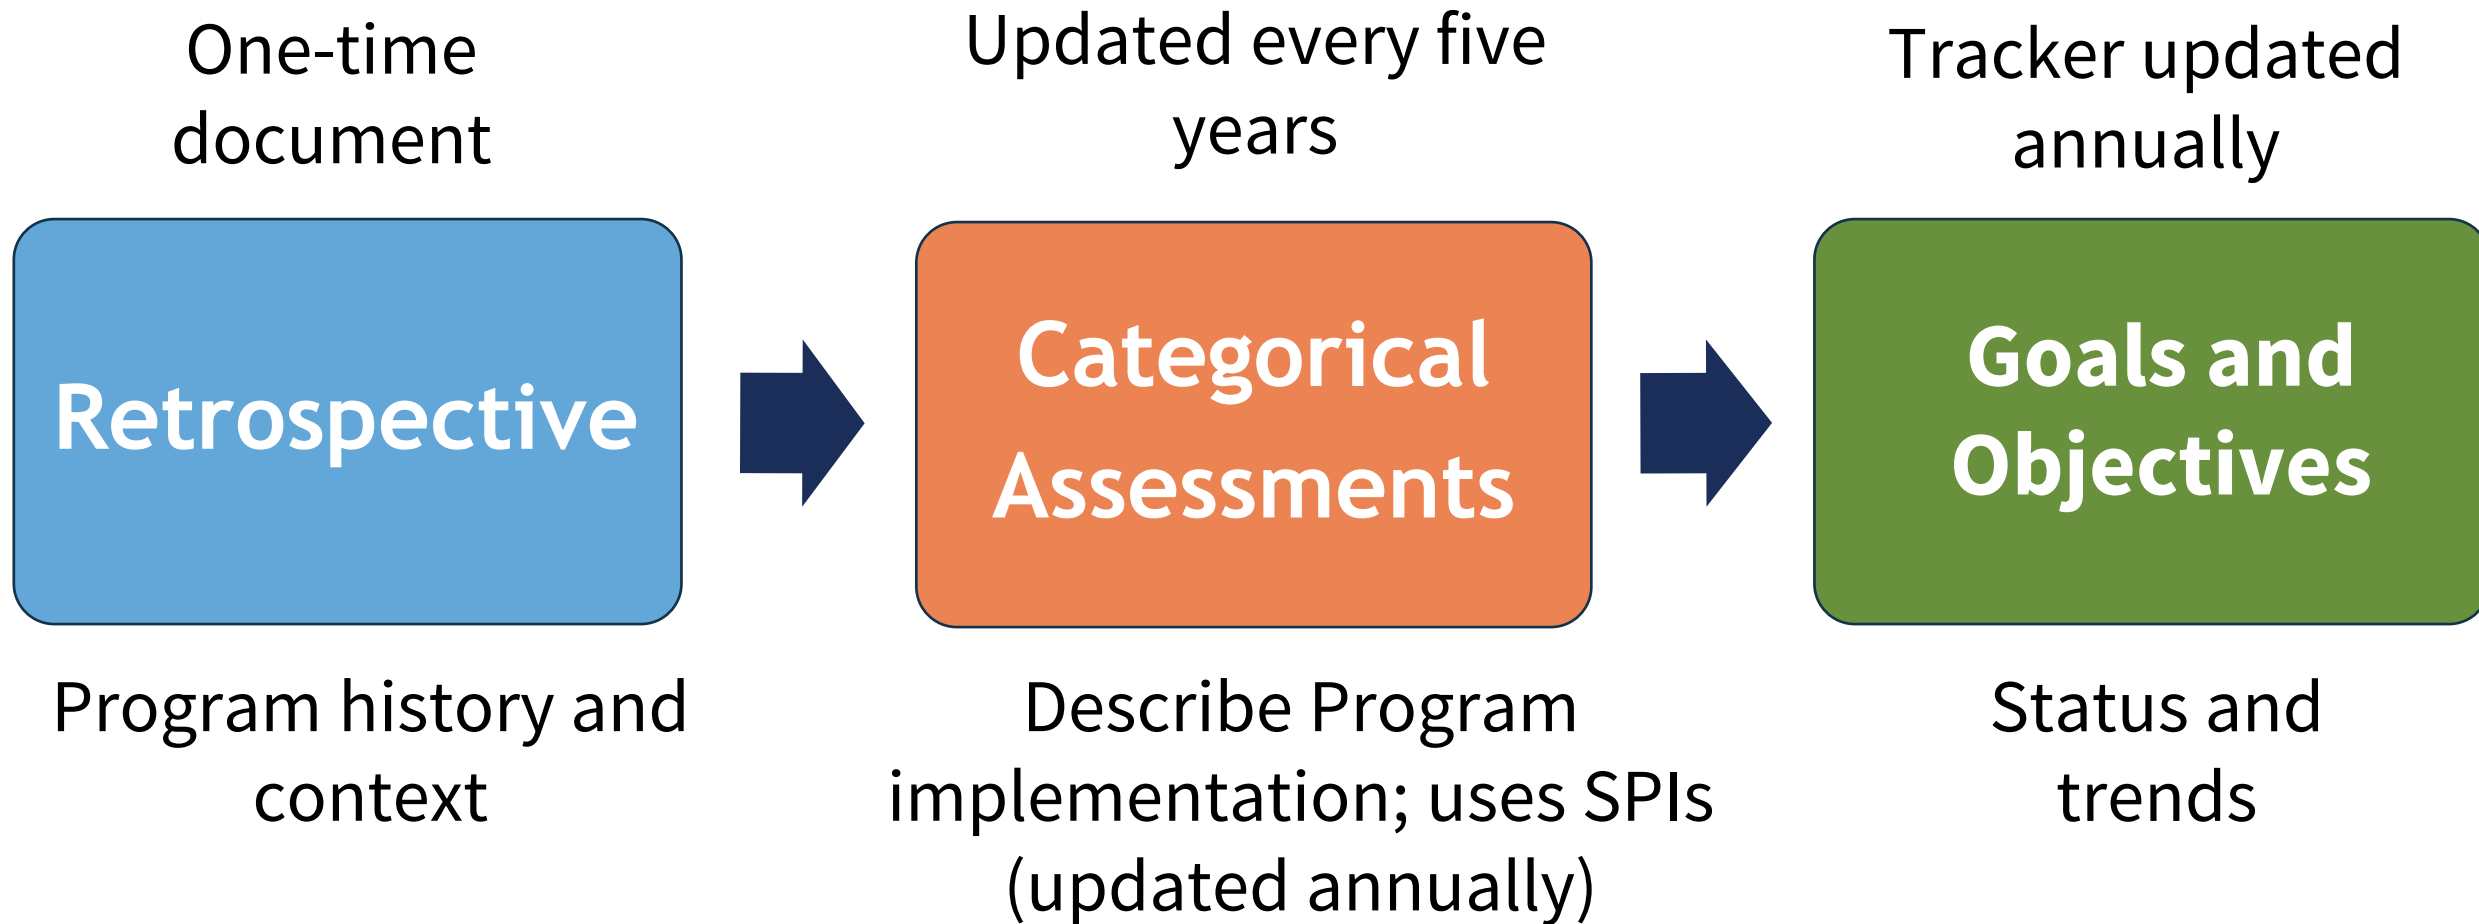 One-time
document
Updated every five
years
Tracker updated
annually
Retrospective
Categorical
Assessments
Goals and
Objectives
Program history and
context
Describe Program
implementation; uses SPIs
(updated annually)
Status and
trends